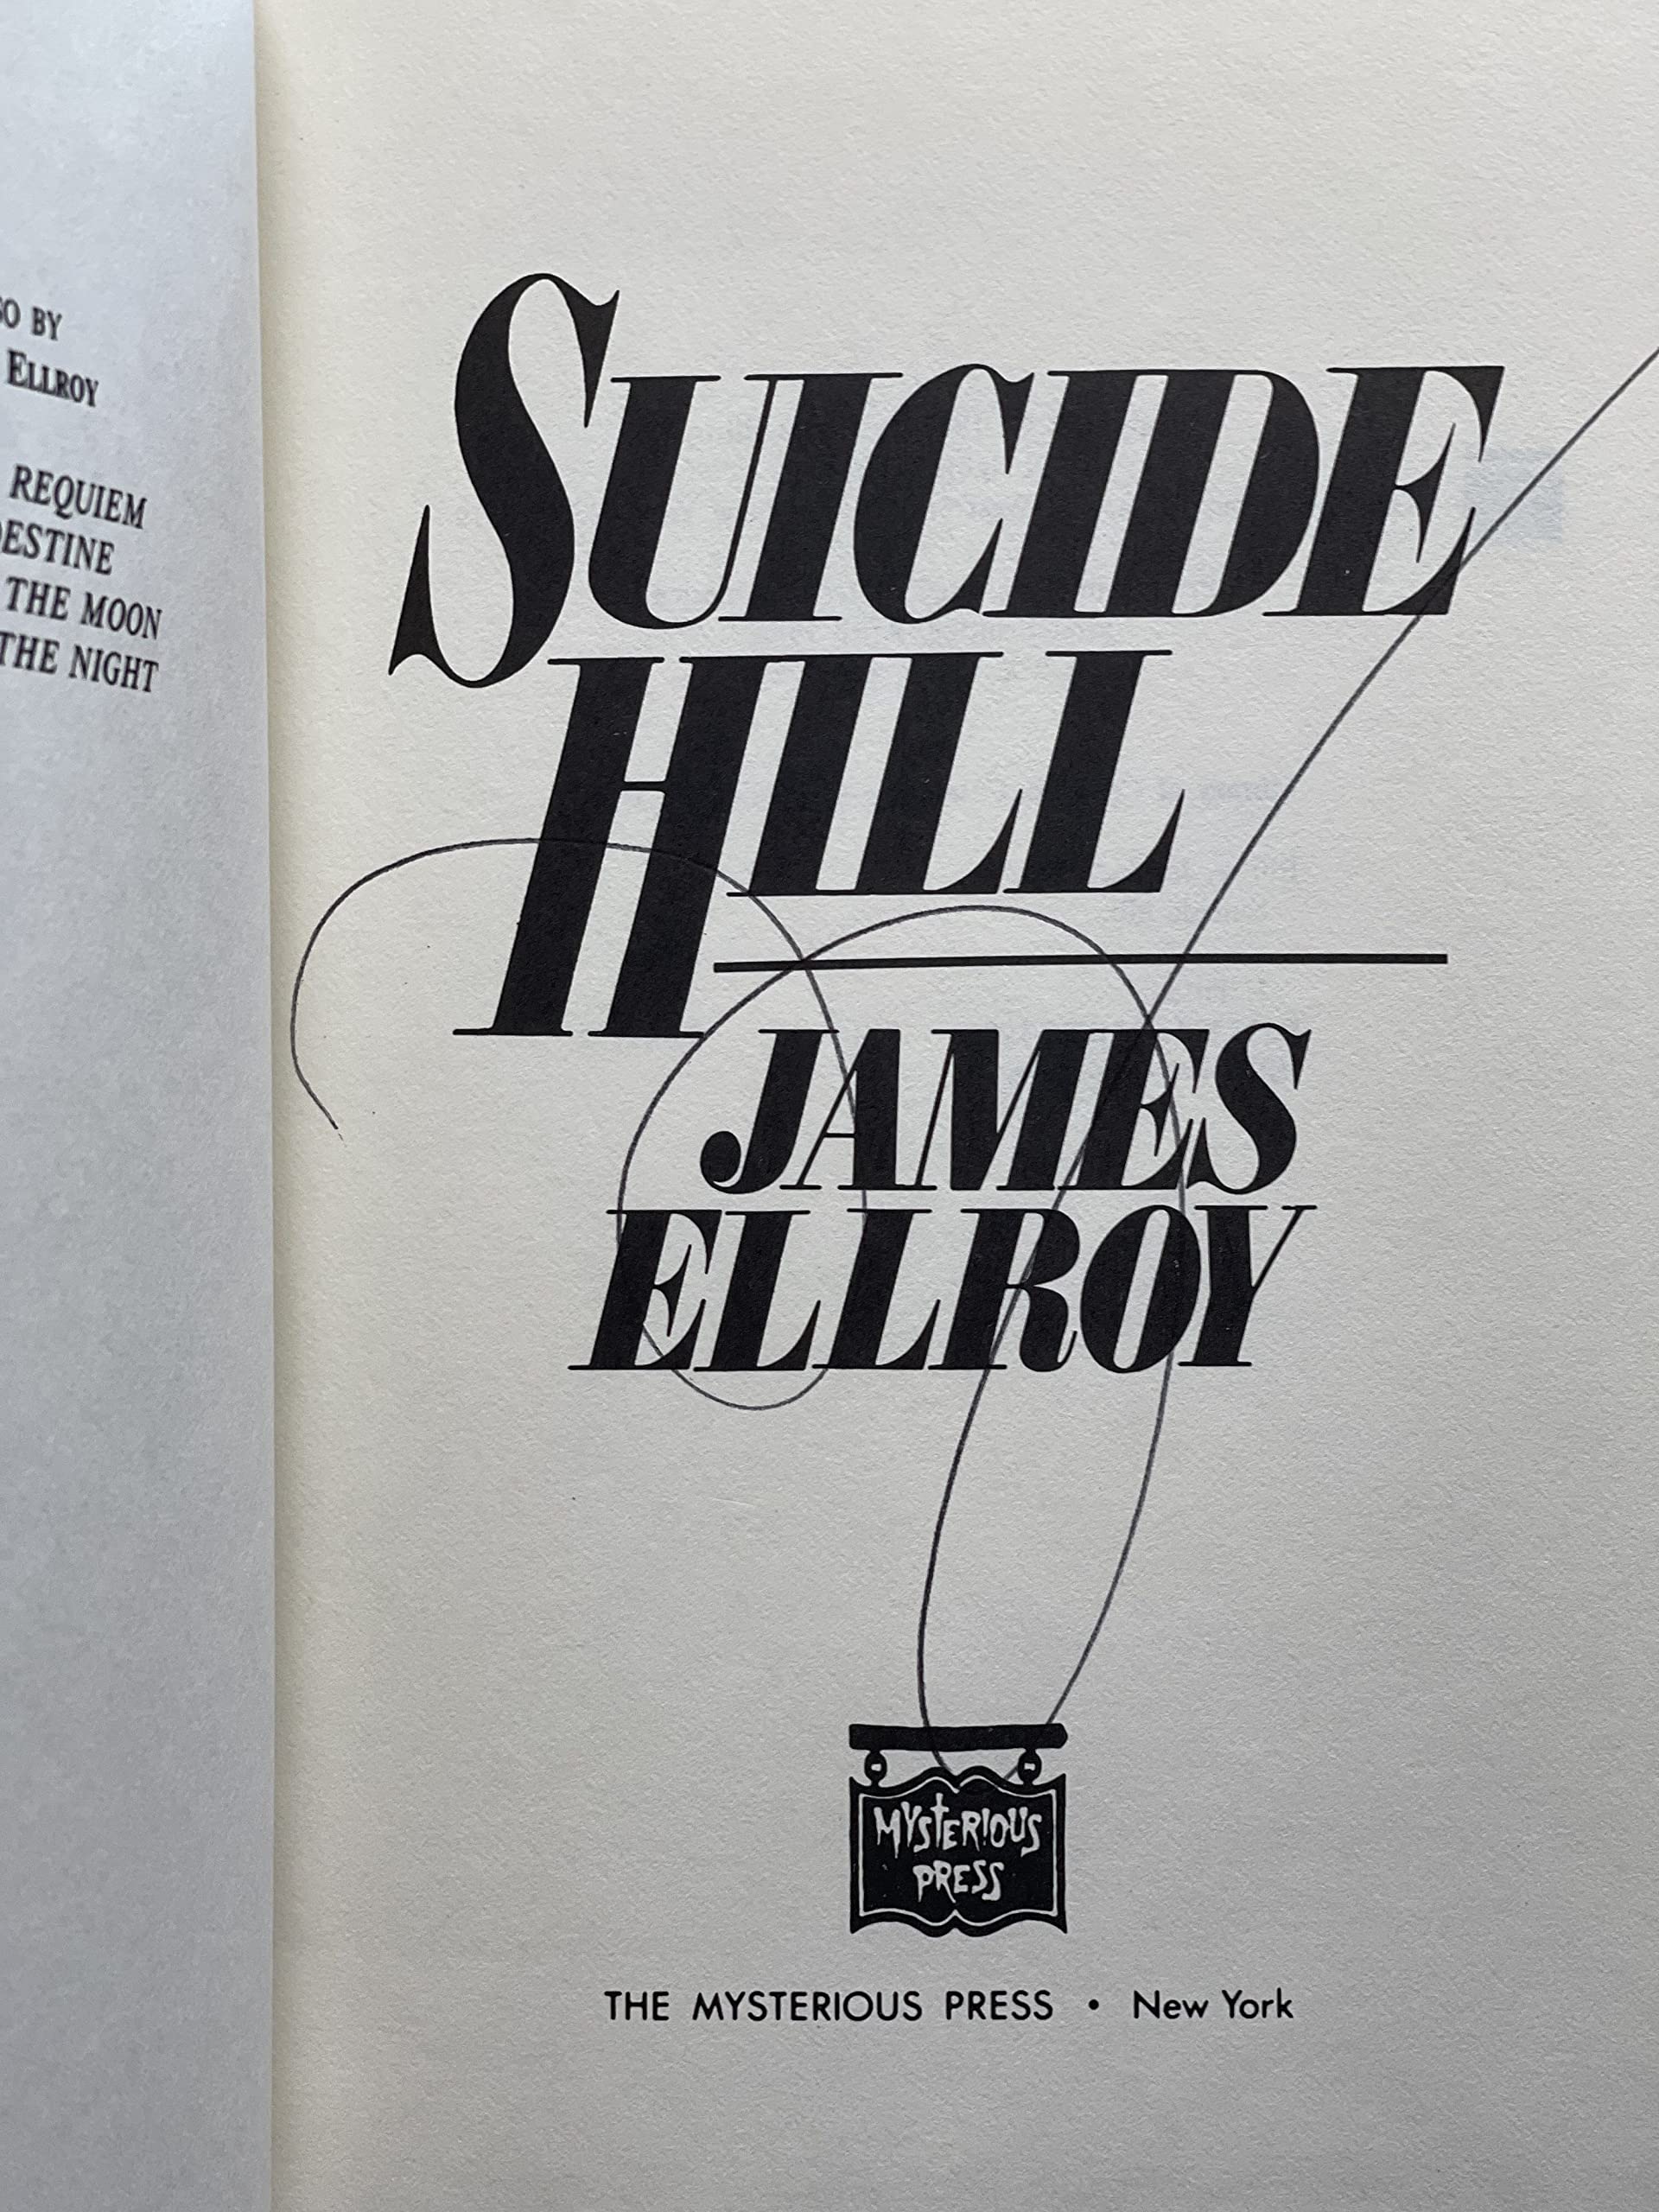 SO BY
ELLROY
REQUIEM
DESTINE
THE MOON
THE NIGHT
SUICIDE
HILL
JAMES
ELLROY
MYSTERIOUS
PRESS
THE MYSTERIOUS PRESS • New York